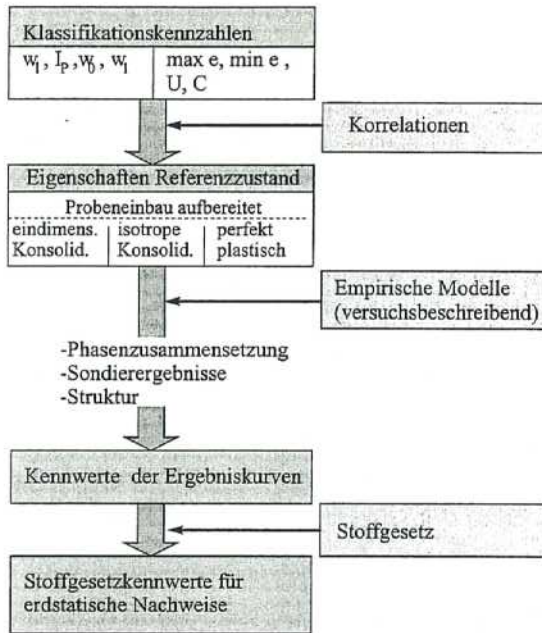 Klassifikationskennzahlen
w_l, I_P, w_0, w_l
max e, min e ,
U, C
Korrelationen
Eigenschaften Referenzzustand
Probeneinbau aufbereitet
eindimens.
Konsolid.
isotrope
Konsolid.
perfekt
plastisch
Empirische Modelle
(versuchsbeschreibend)
-Phasenzusammensetzung
-Sondierergebnisse
-Struktur
Kennwerte der Ergebniskurven
Stoffgesetz
Stoffgesetzkennwerte für
erdstatische Nachweise